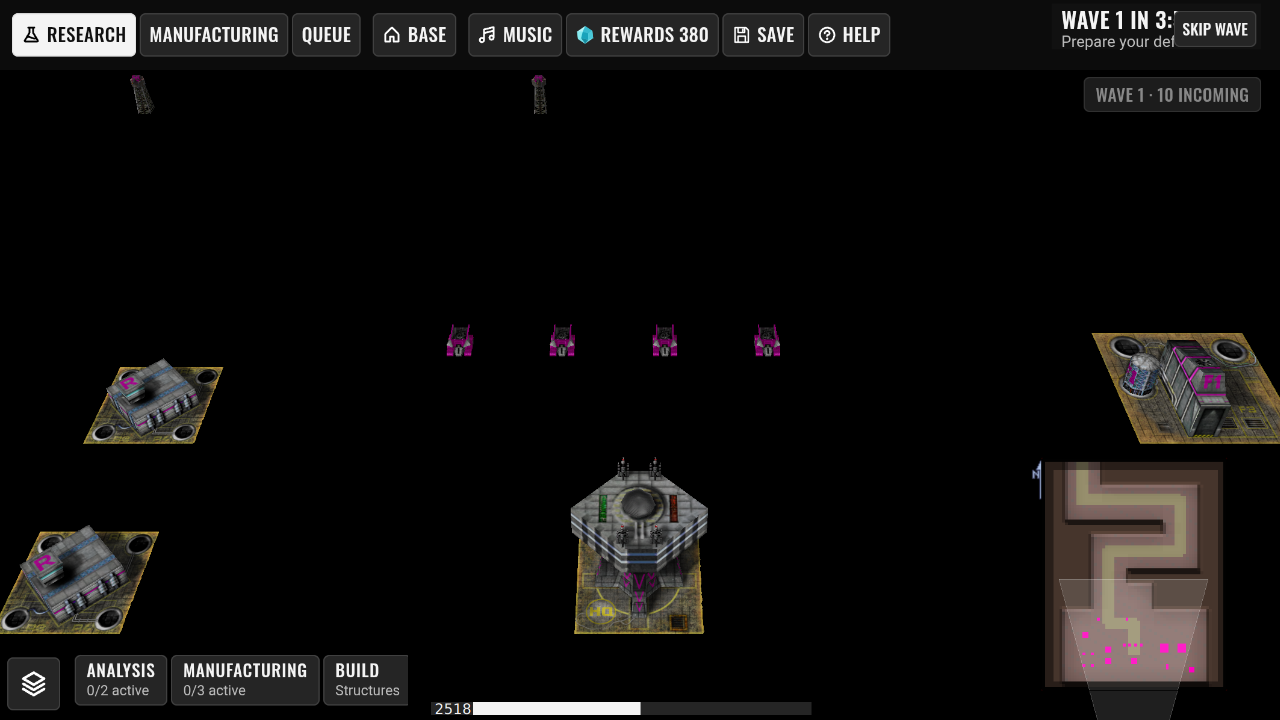 RESEARCH
MANUFACTURING
QUEUE
BASE
MUSIC
REWARDS 380
SAVE
HELP
WAVE 1 IN 3:
Prepare your def
SKIP WAVE
WAVE 1 · 10 INCOMING
R
R
HQ
N
ANALYSIS
0/2 active
MANUFACTURING
0/3 active
BUILD
Structures
2518